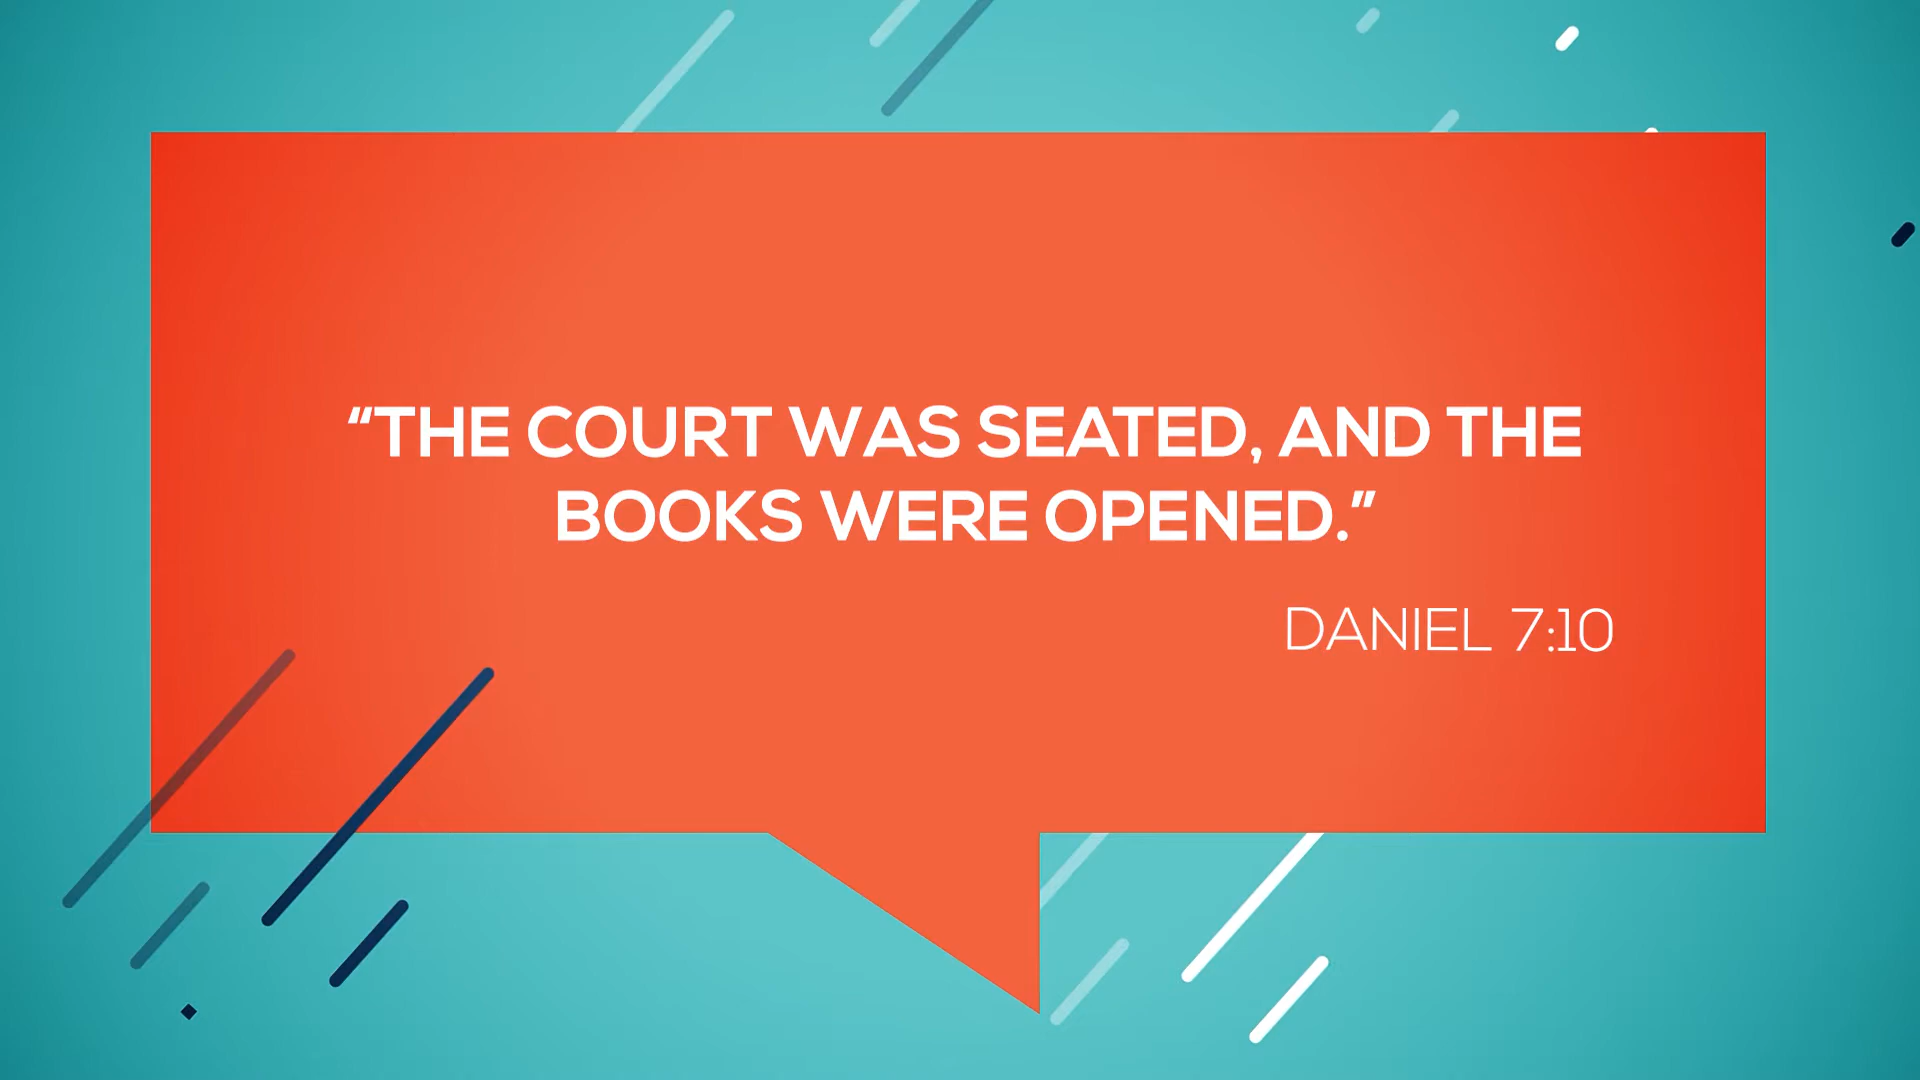 “THE COURT WAS SEATED, AND THE
BOOKS WERE OPENED.”
DANIEL 7:10